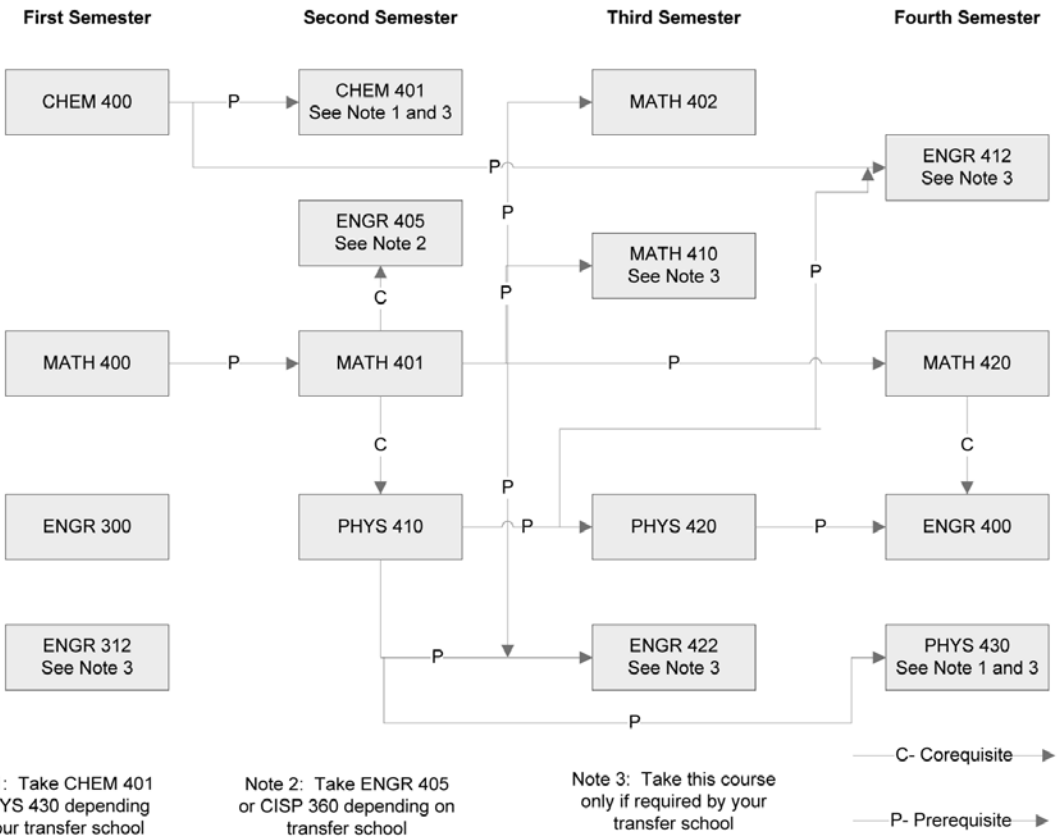 First Semester
Second Semester
Third Semester
Fourth Semester
CHEM 400
P
CHEM 401
See Note 1 and 3
MATH 402
P
ENGR 412
See Note 3
ENGR 405
See Note 2
P
MATH 410
See Note 3
P
C
P
MATH 400
P
MATH 401
P
MATH 420
C
C
P
ENGR 300
PHYS 410
P
PHYS 420
P
ENGR 400
ENGR 312
See Note 3
P
ENGR 422
See Note 3
PHYS 430
See Note 1 and 3
P
C- Corequisite
P- Prerequisite
: Take CHEM 401
YS 430 depending
our transfer school
Note 2: Take ENGR 405
or CISP 360 depending on
transfer school
Note 3: Take this course
only if required by your
transfer school